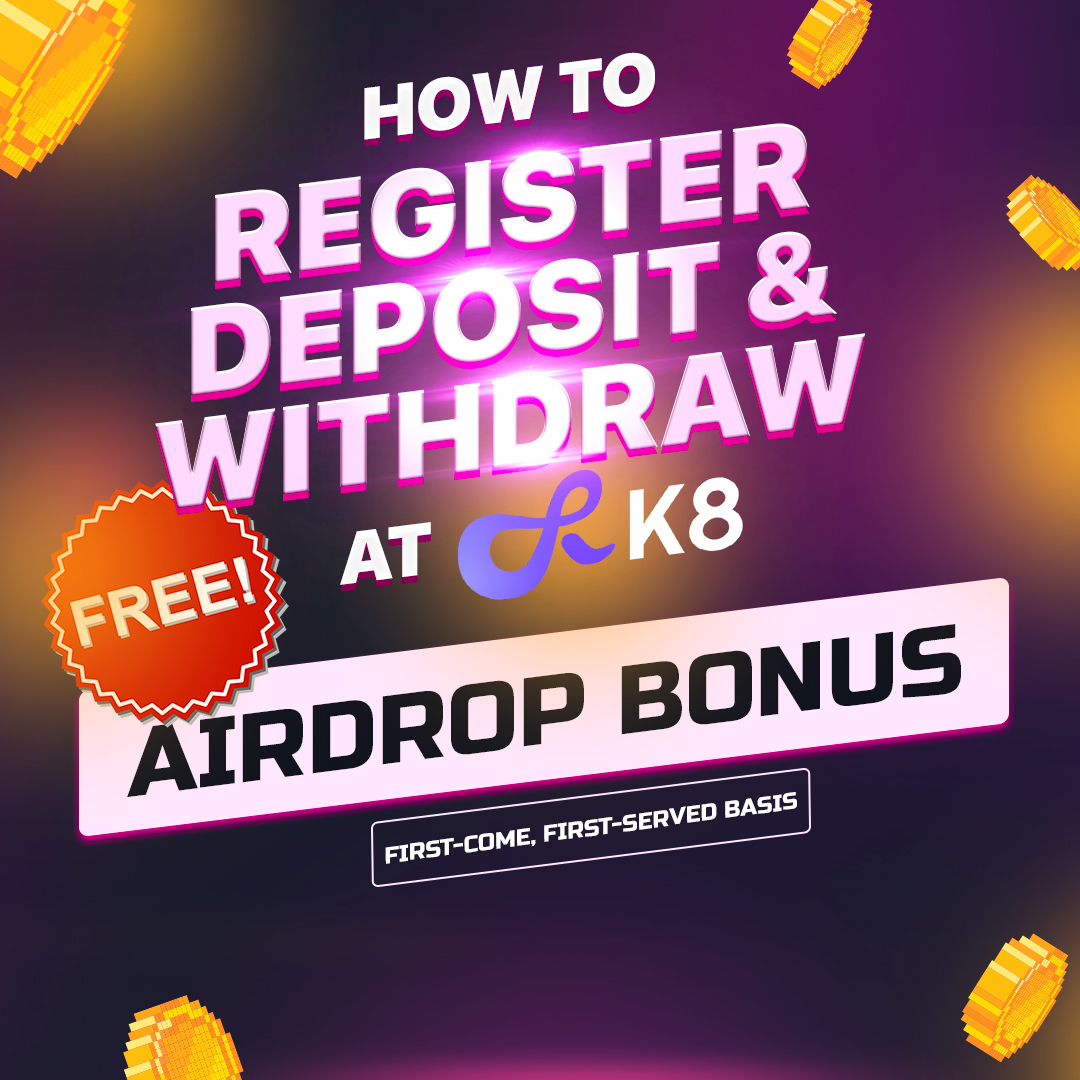 HOW TO
REGISTER
DEPOSIT &
WITHDRAW
AT K8
FREE!
AIRDROP BONUS
FIRST-COME, FIRST-SERVED BASIS